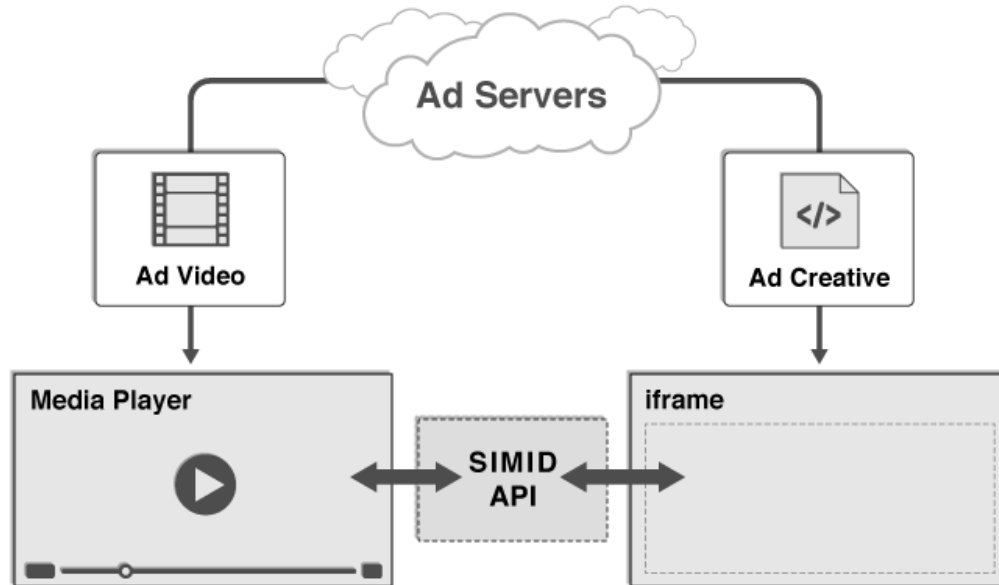 Ad Servers
Ad Video
</>
Ad Creative
Media Player
iframe
SIMID
API